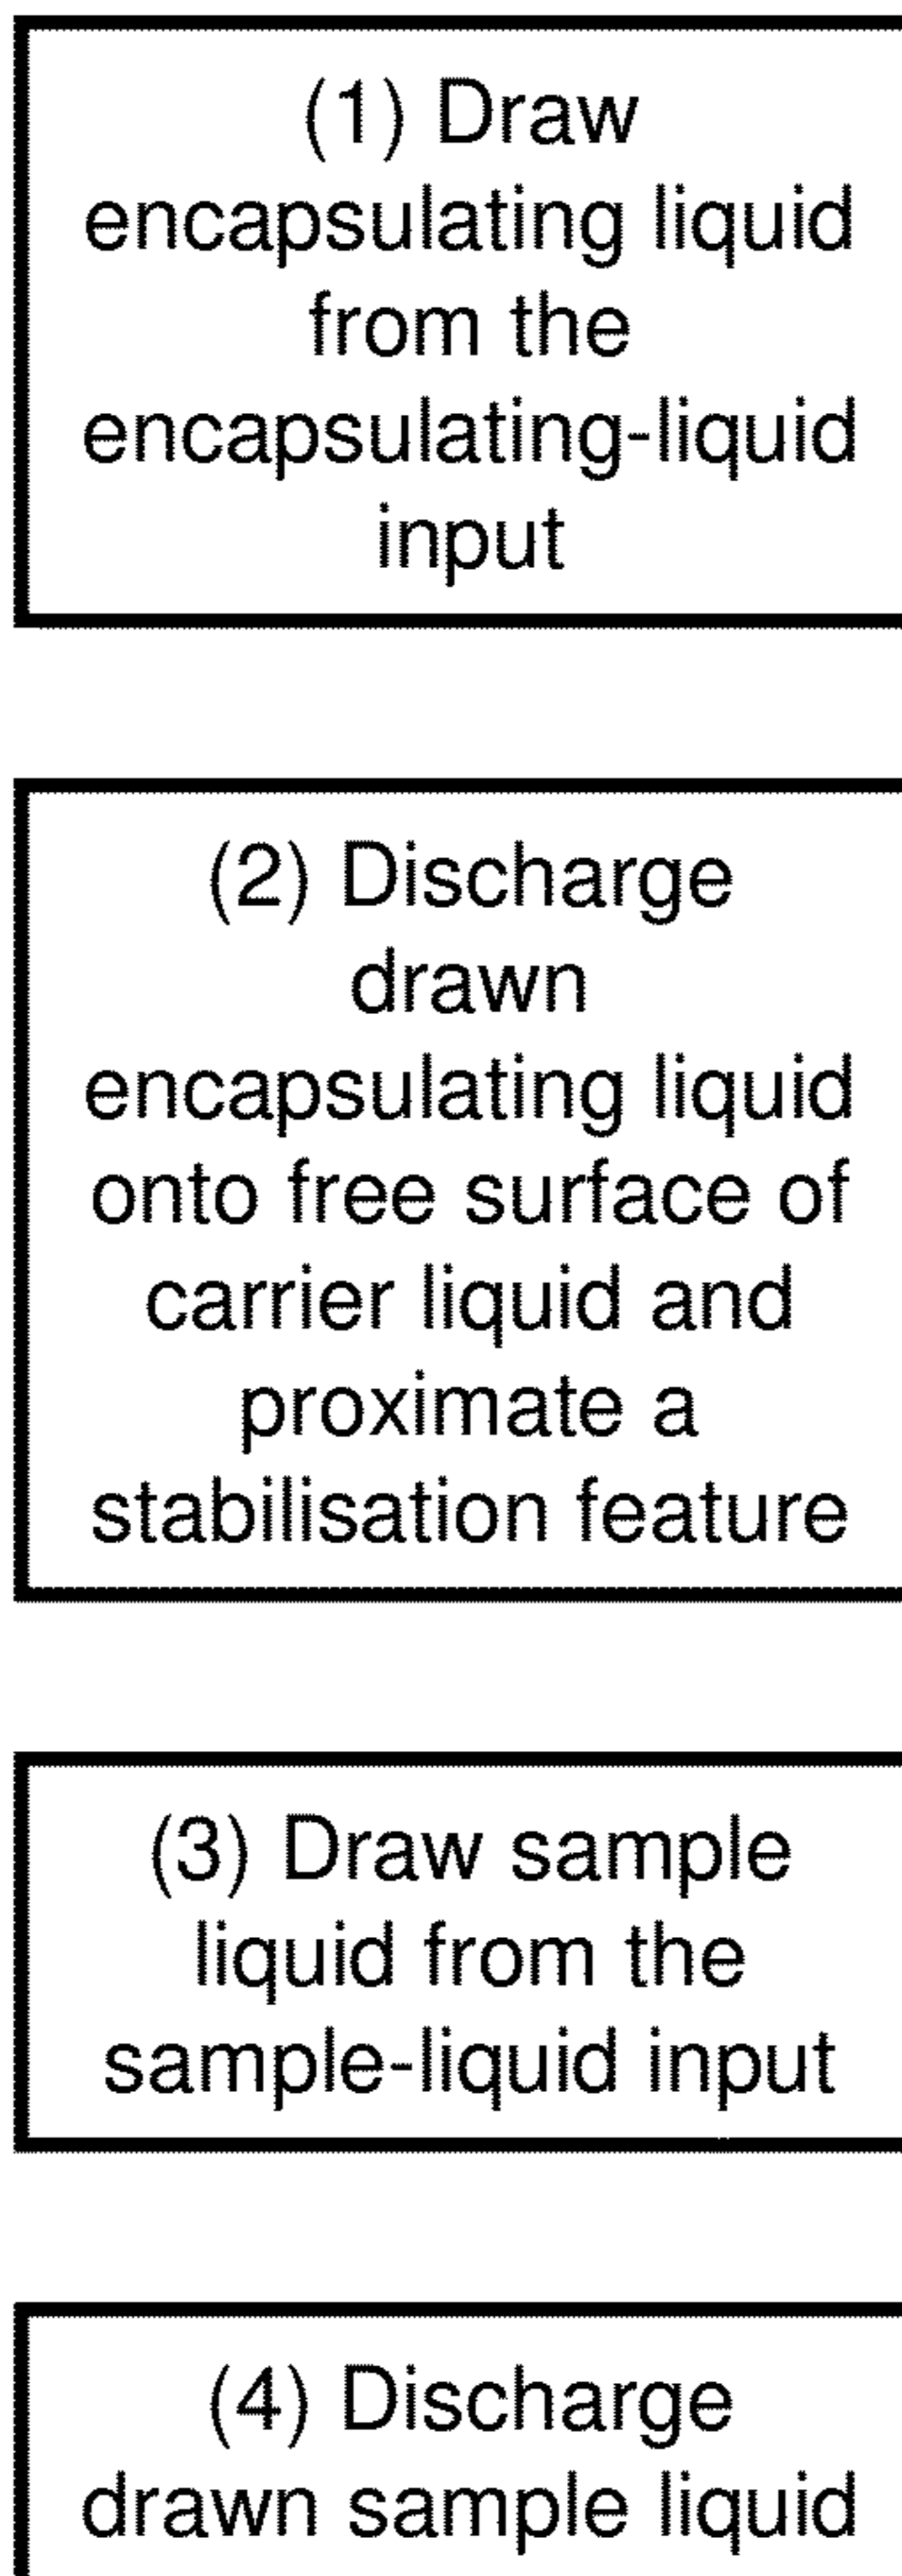 (1) Draw
encapsulating liquid
from the
encapsulating-liquid
input
(2) Discharge
drawn
encapsulating liquid
onto free surface of
carrier liquid and
proximate a
stabilisation feature
(3) Draw sample
liquid from the
sample-liquid input
(4) Discharge
drawn sample liquid